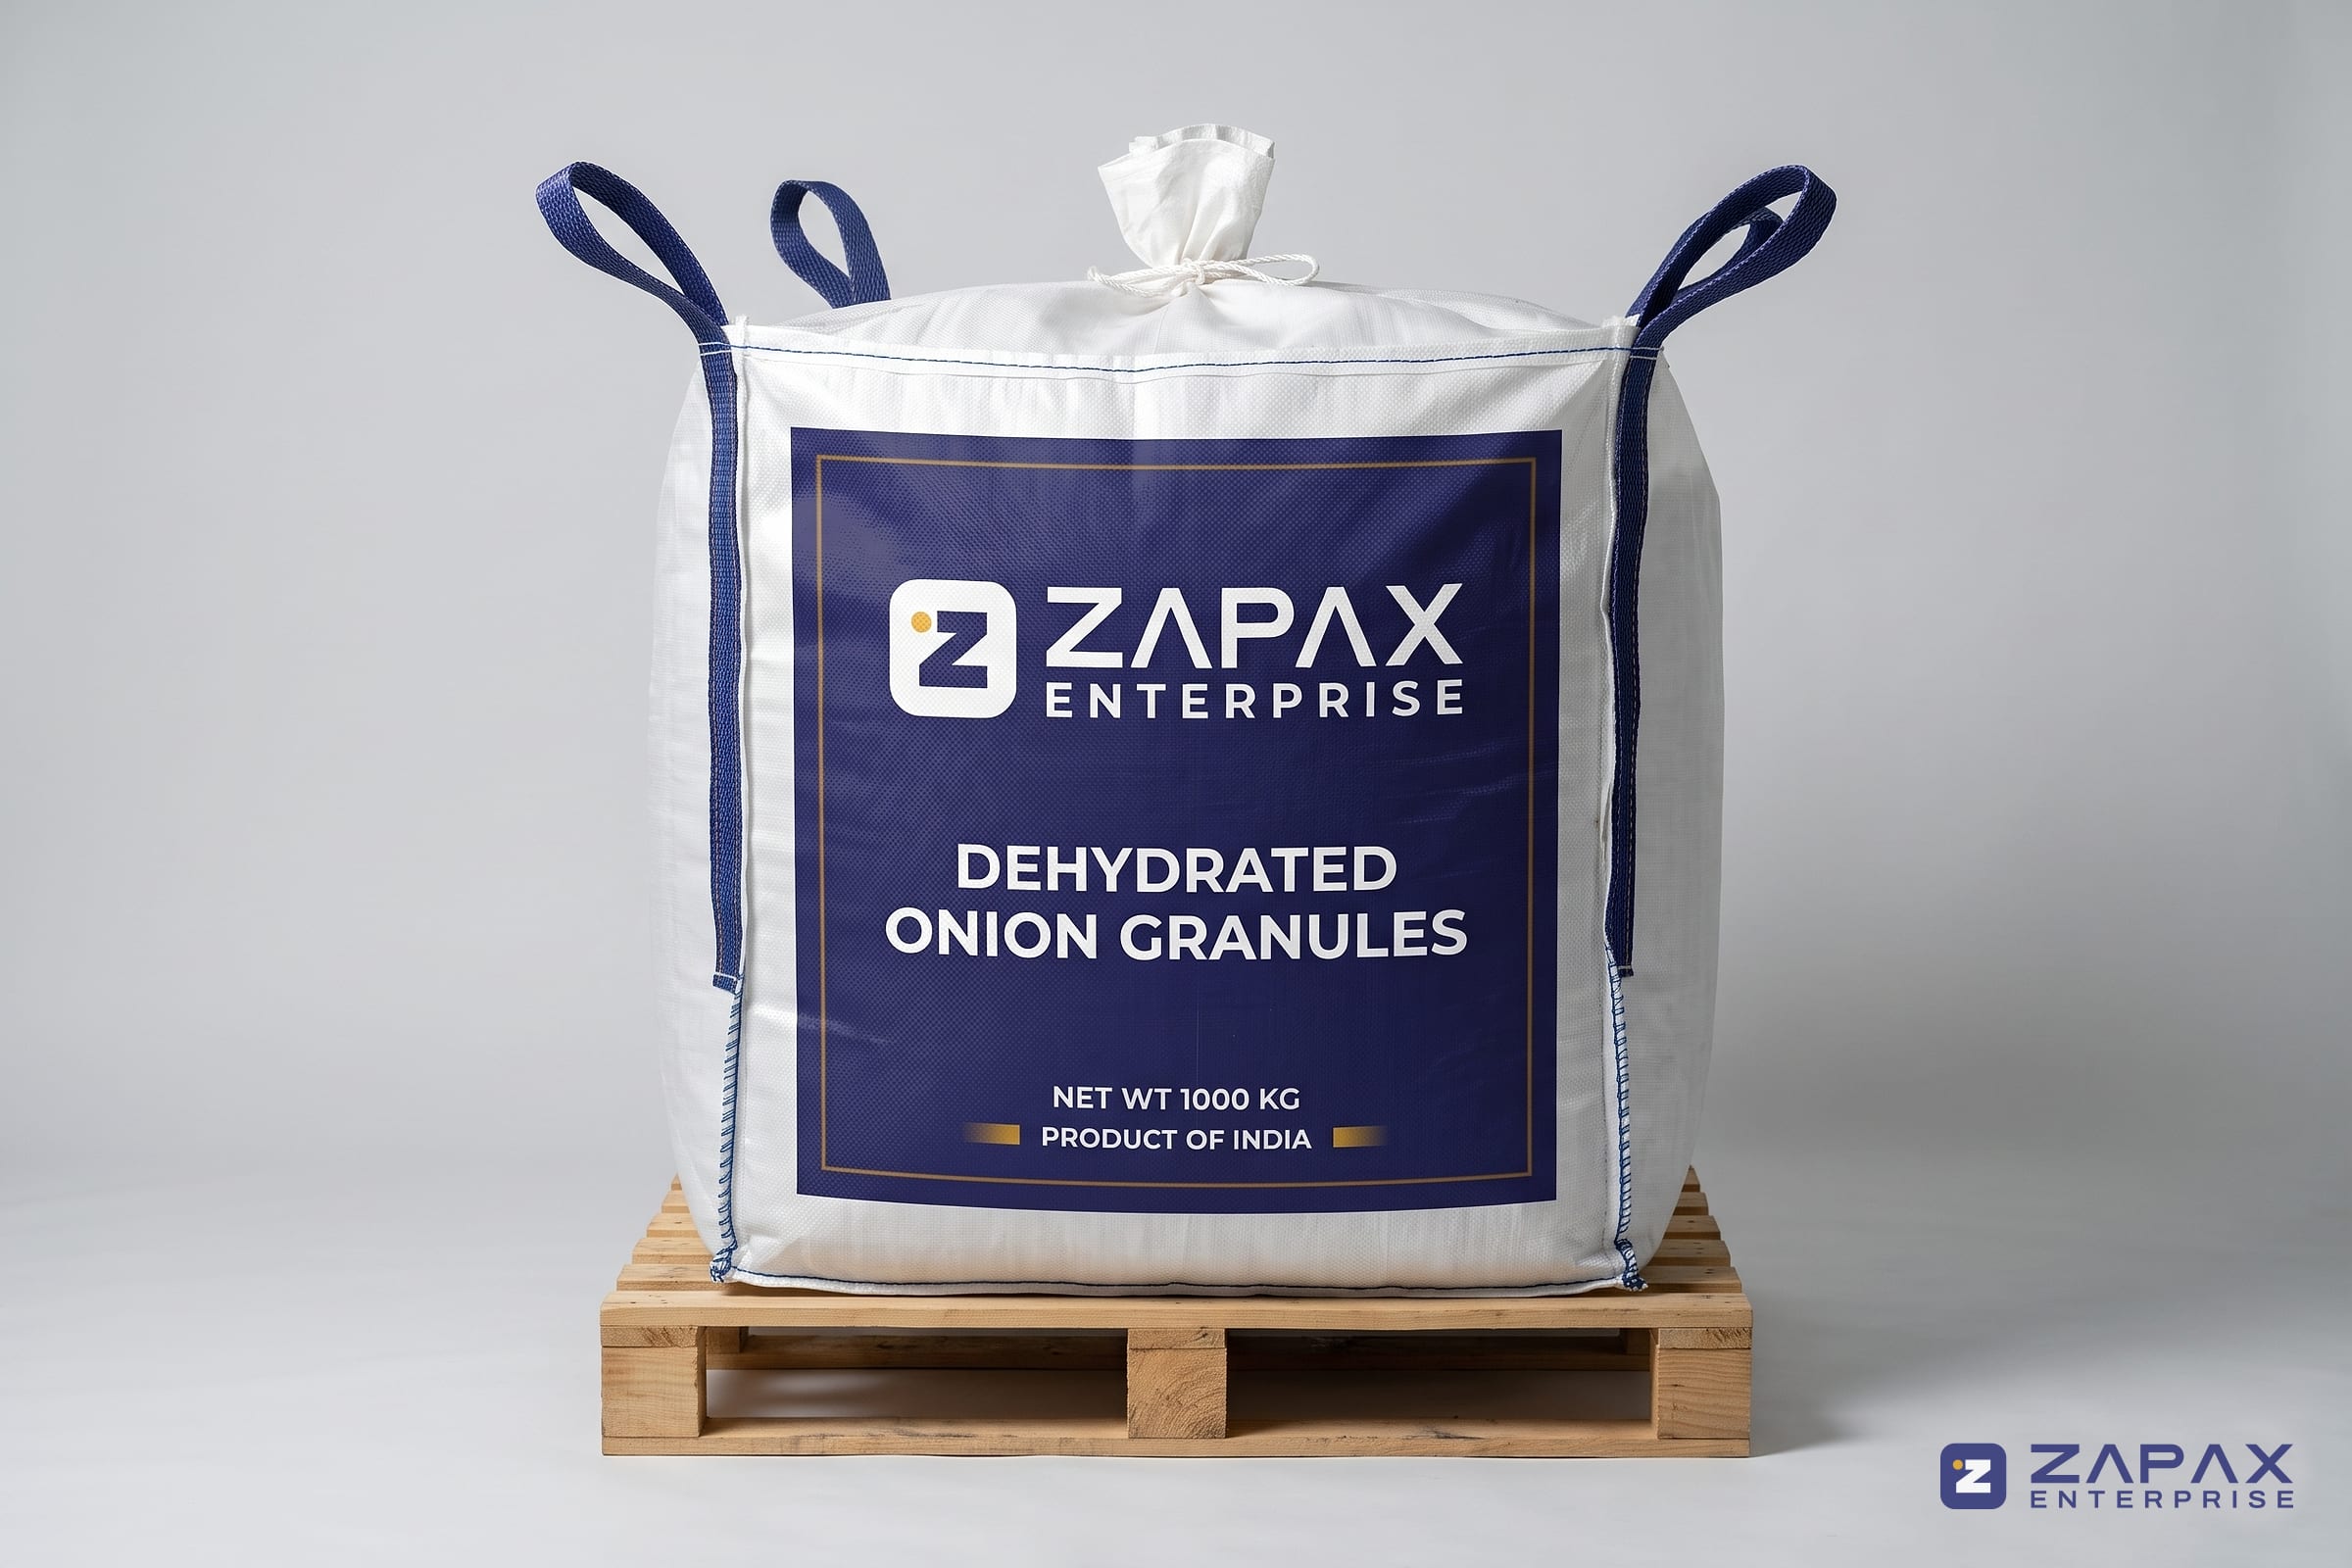 ZAPAX
ENTERPRISE
DEHYDRATED
ONION GRANULES
NET WT 1000 KG
PRODUCT OF INDIA
ZAPAX
ENTERPRISE